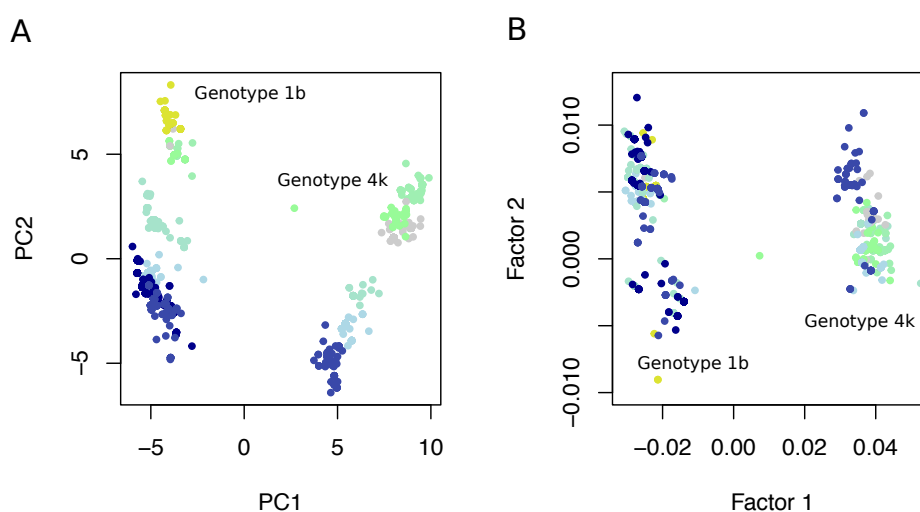 A
Genotype 1b
Genotype 4k
PC2
5
0
−5
−5
0
5
10
PC1
B
Genotype 4k
Genotype 1b
Factor 2
0.010
0.000
−0.010
−0.02
0.00
0.02
0.04
Factor 1